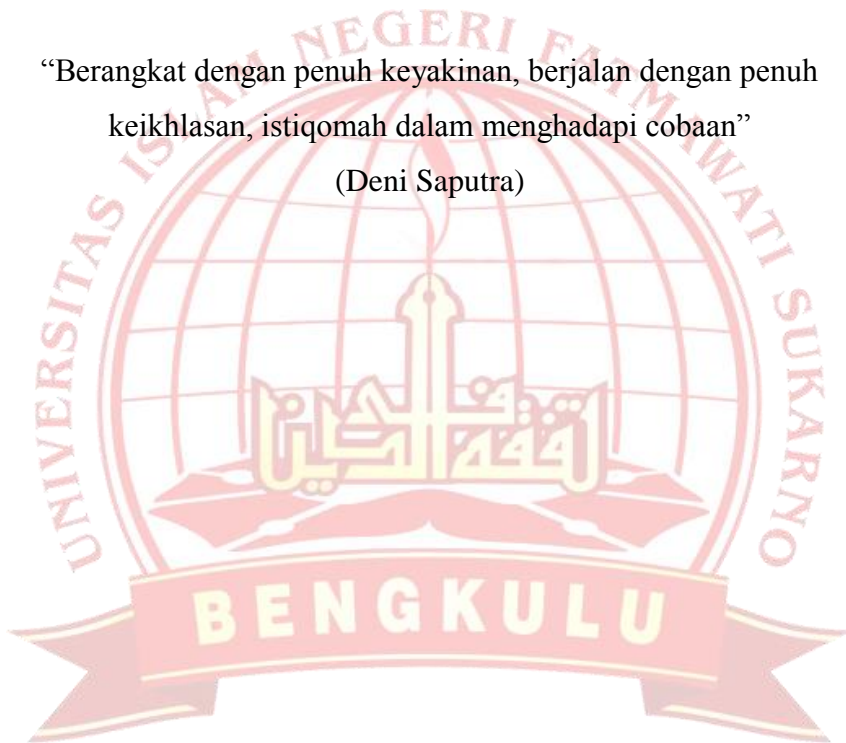 “Berangkat dengan penuh keyakinan, berjalan dengan penuh
keikhlasan, istiqomah dalam menghadapi cobaan”
(Deni Saputra)
UNIVERSITAS ISLAM NEGERI FATMAWATI SUKARNO
لتفقه في الدين
BENGKULU